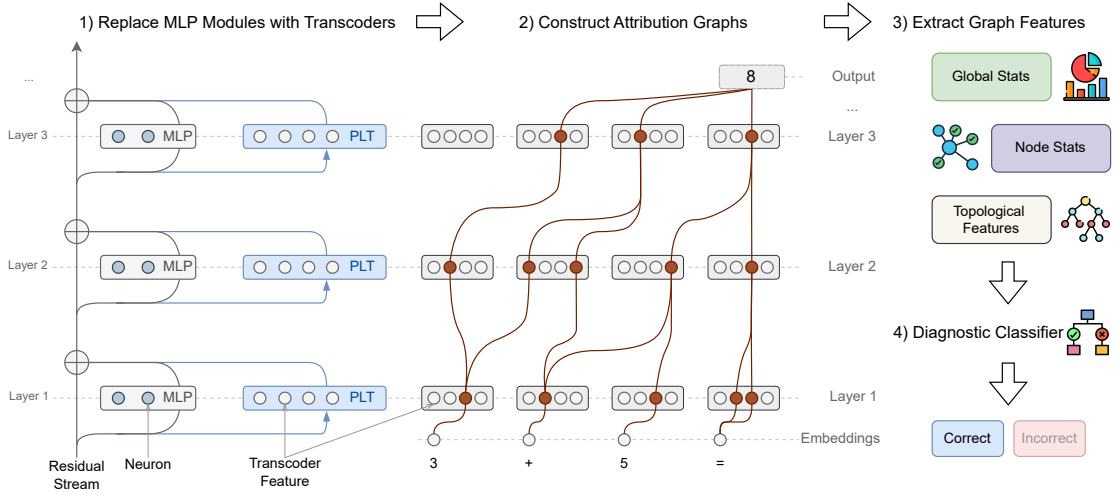 1) Replace MLP Modules with Transcoders
2) Construct Attribution Graphs
3) Extract Graph Features
...
8
Output
Global Stats
...
Layer 3
MLP
PLT
Layer 3
Node Stats
Topological
Features
Layer 2
MLP
PLT
Layer 2
4) Diagnostic Classifier
Layer 1
MLP
PLT
Layer 1
Embeddings
Correct
Incorrect
Residual
Stream
Neuron
Transcoder
Feature
3
+
5
=